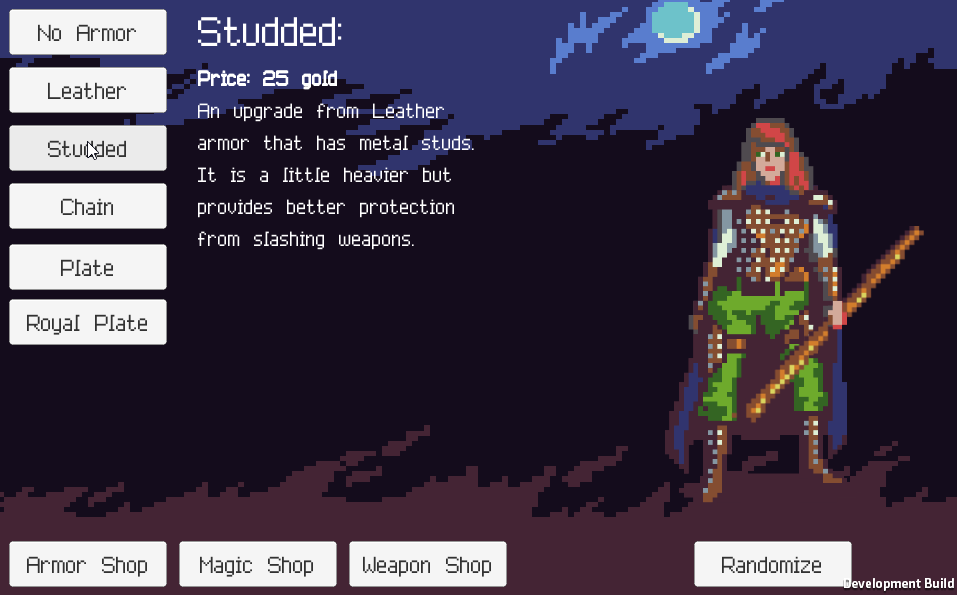 No Armor
Leather
Studded
Chain
Plate
Royal Plate
Studded:
Price: 25 gold
An upgrade from Leather
armor that has metal studs.
It is a little heavier but
provides better protection
from slashing weapons.
Armor Shop
Magic Shop
Weapon Shop
Randomize
Development Build